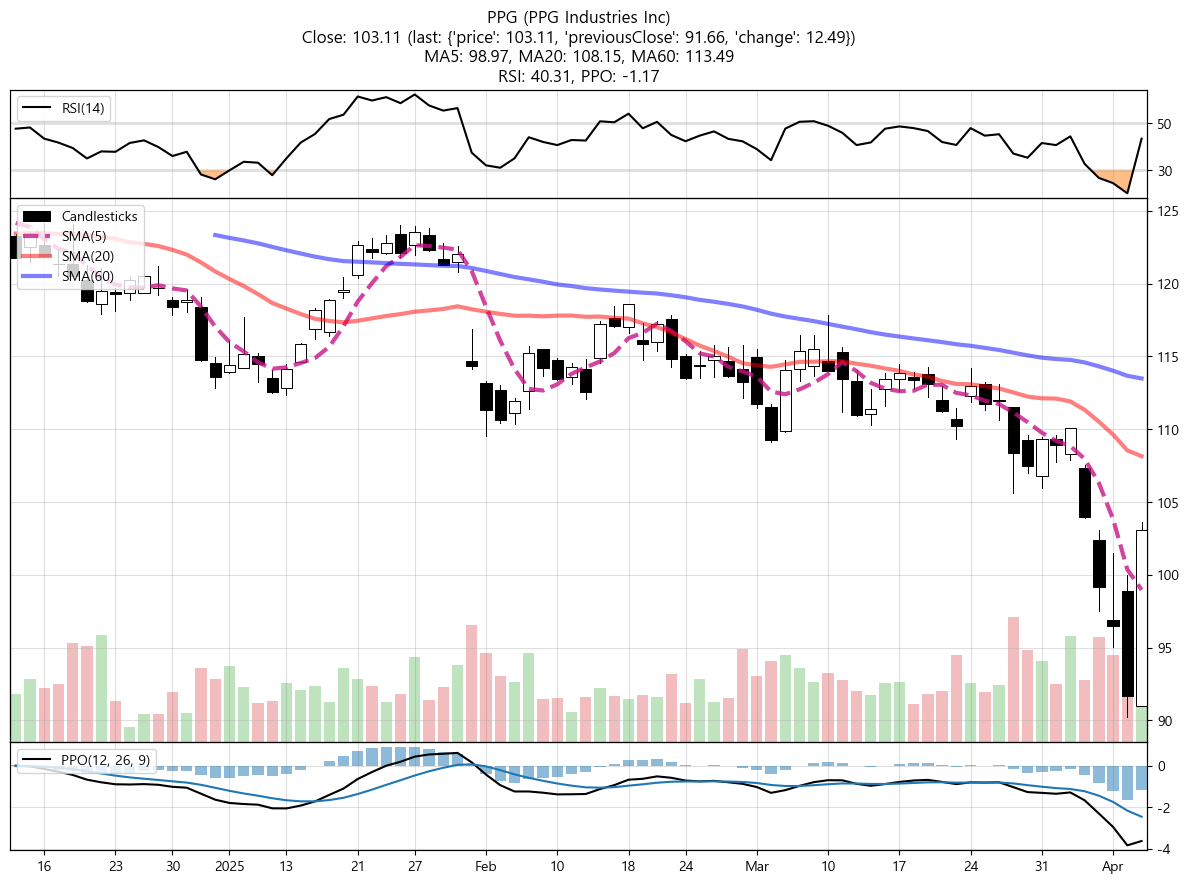 PPG (PPG Industries Inc)
Close: 103.11 (last: {'price': 103.11, 'previousClose': 91.66, 'change': 12.49})
MA5: 98.97, MA20: 108.15, MA60: 113.49
RSI: 40.31, PPO: -1.17
RSI(14)
50
30
Candlesticks
SMA(5)
SMA(20)
SMA(60)
125
120
115
110
105
100
95
90
PPO(12, 26, 9)
0
-2
-4
16 23 30 2025 13 21 27 Feb 10 18 24 Mar 10 17 24 31 Apr